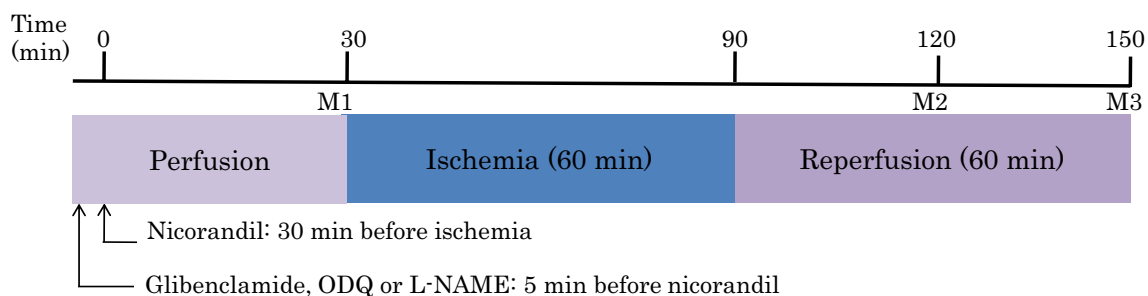 Time
(min)
0 30 90 120 150
M1 M2 M3
Perfusion Ischemia (60 min) Reperfusion (60 min)
Nicorandil: 30 min before ischemia
Glibenclamide, ODQ or L-NAME: 5 min before nicorandil